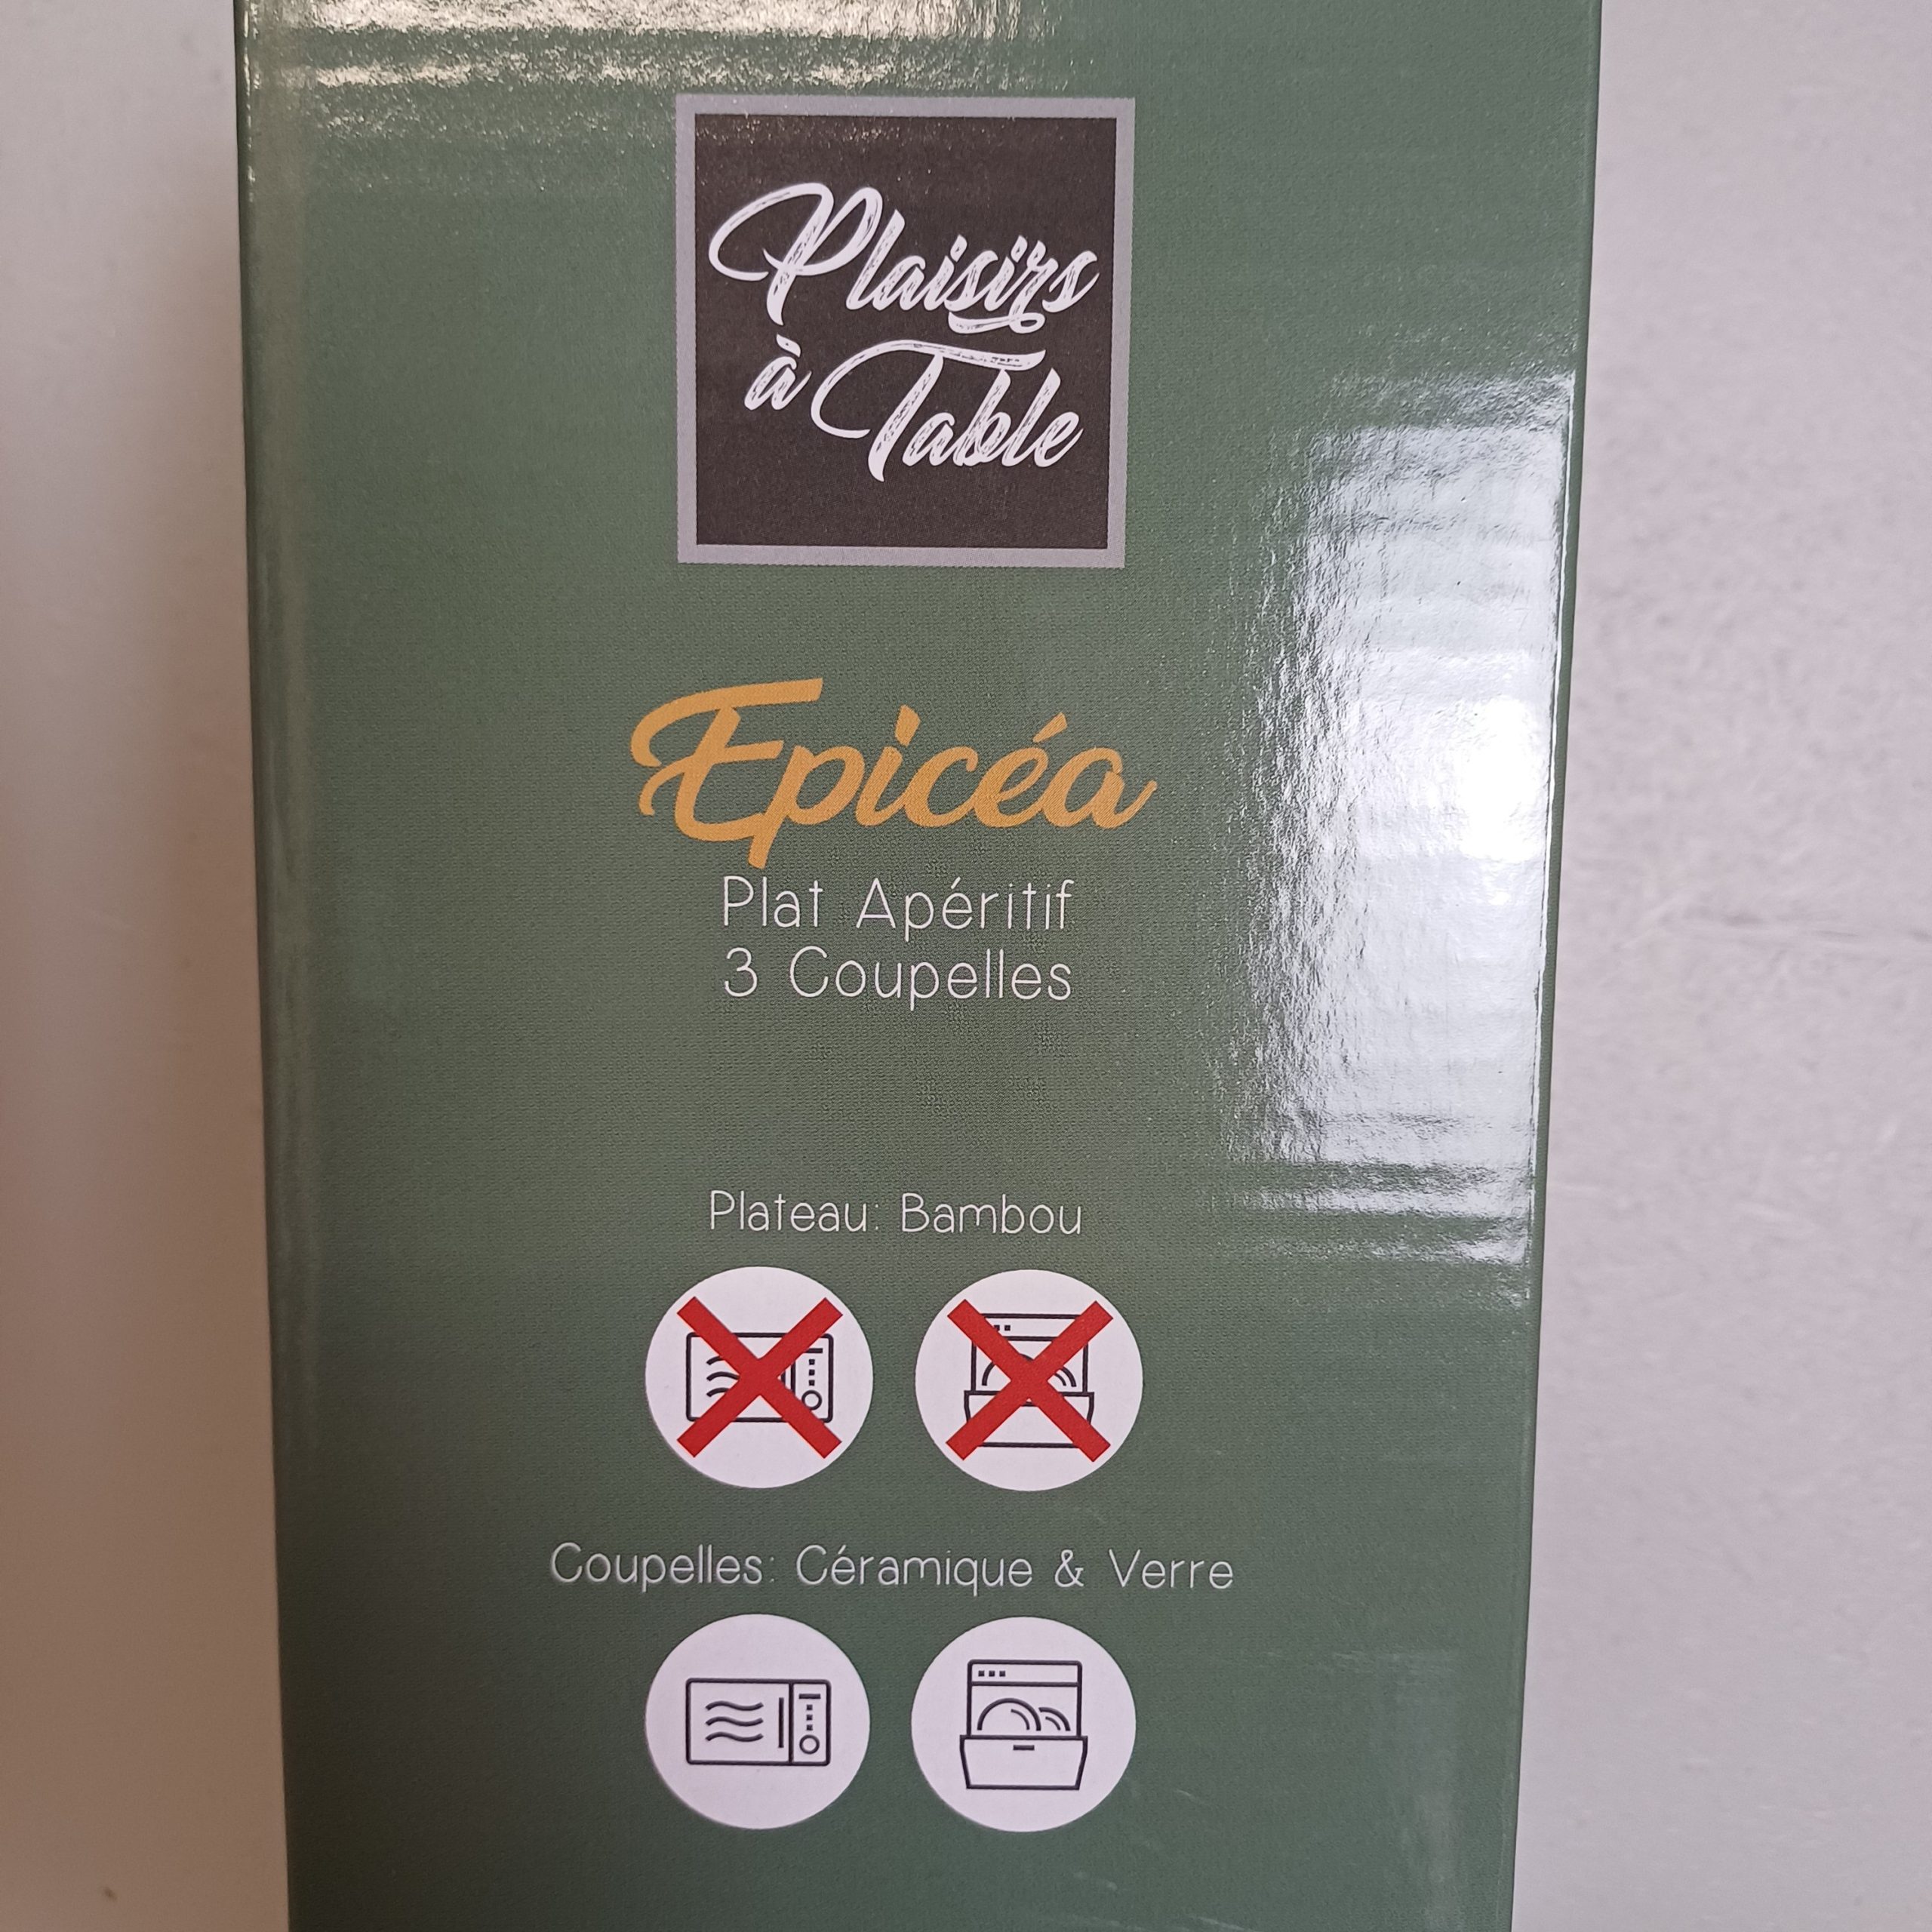 Plaisirs
à Table
Epicéa
Plat Apéritif
3 Coupelles
Plateau: Bambou
Coupelles: Céramique & Verre